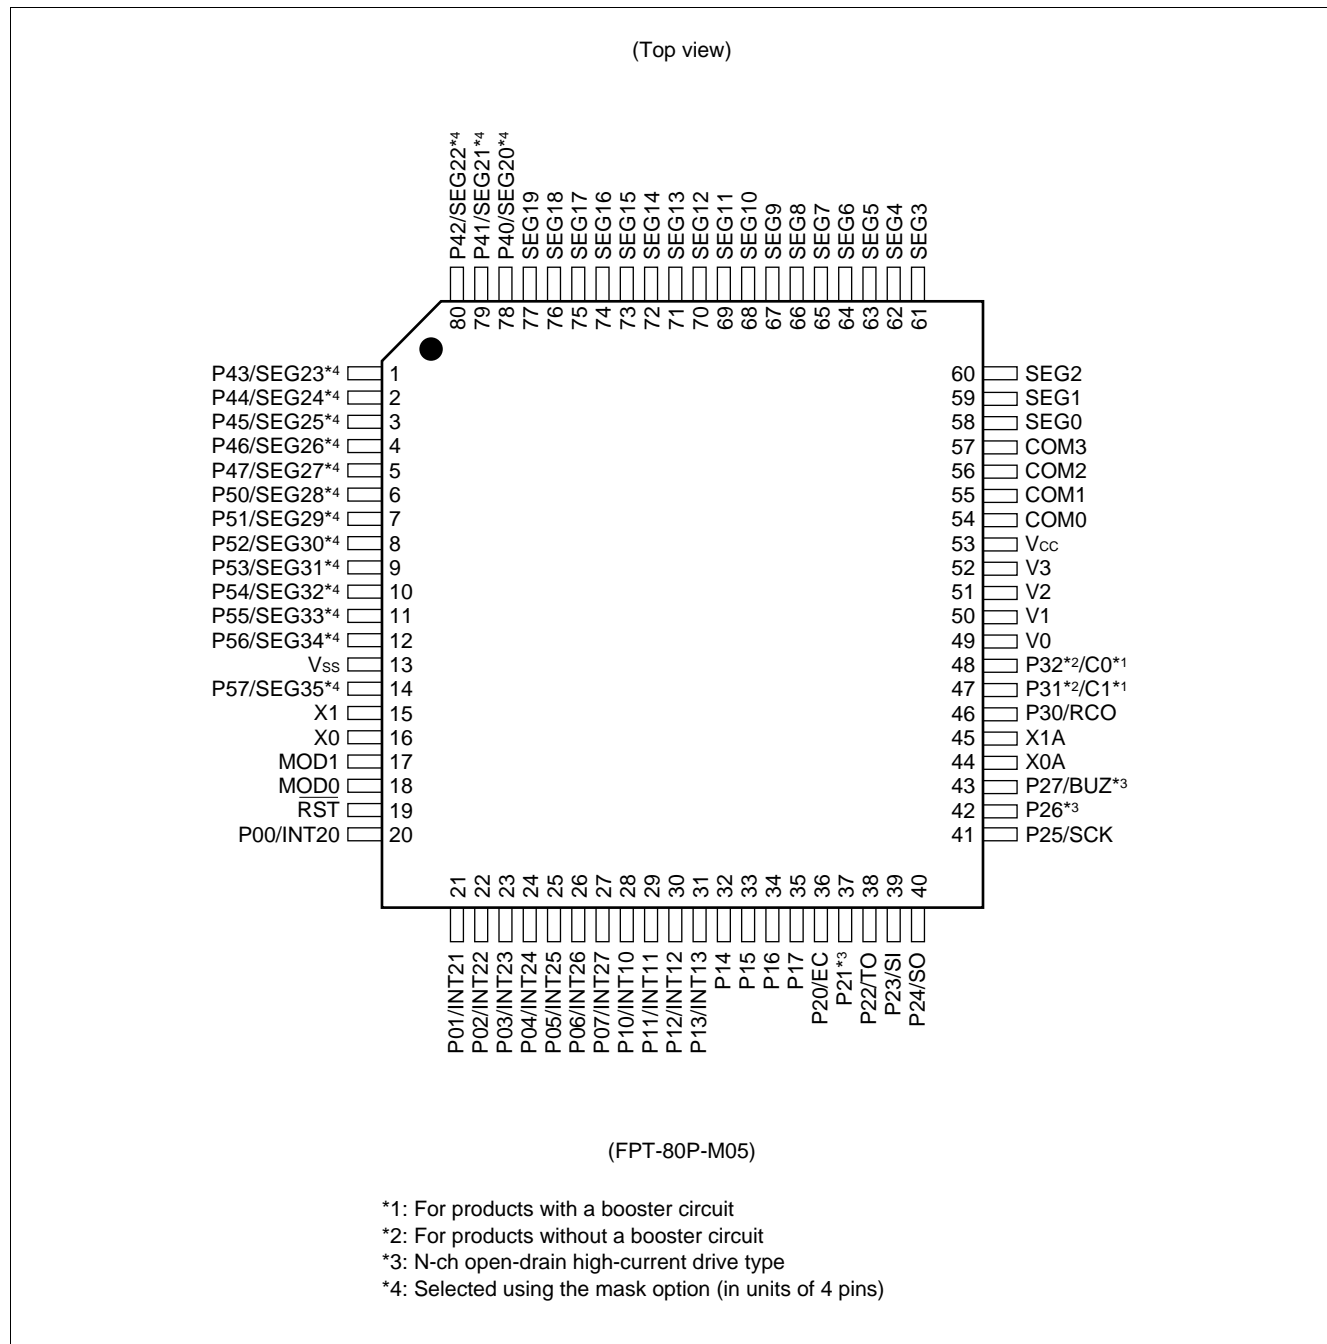 (Top view)
P42/SEG22*4
P41/SEG21*4
P40/SEG20*4
SEG19
SEG18
SEG17
SEG16
SEG15
SEG14
SEG13
SEG12
SEG11
SEG10
SEG9
SEG8
SEG7
SEG6
SEG5
SEG4
SEG3
80 79 78 77 76 75 74 73 72 71 70 69 68 67 66 65 64 63 62 61
P43/SEG23*4 1 60 SEG2
P44/SEG24*4 2 59 SEG1
P45/SEG25*4 3 58 SEG0
P46/SEG26*4 4 57 COM3
P47/SEG27*4 5 56 COM2
P50/SEG28*4 6 55 COM1
P51/SEG29*4 7 54 COM0
P52/SEG30*4 8 53 VCC
P53/SEG31*4 9 52 V3
P54/SEG32*4 10 51 V2
P55/SEG33*4 11 50 V1
P56/SEG34*4 12 49 V0
VSS 13 48 P32*2/C0*1
P57/SEG35*4 14 47 P31*2/C1*1
X1 15 46 P30/RCO
X0 16 45 X1A
MOD1 17 44 X0A
MOD0 18 43 P27/BUZ*3
RST 19 42 P26*3
P00/INT20 20 41 P25/SCK
21 22 23 24 25 26 27 28 29 30 31 32 33 34 35 36 37 38 39 40
P01/INT21
P02/INT22
P03/INT23
P04/INT24
P05/INT25
P06/INT26
P07/INT27
P10/INT10
P11/INT11
P12/INT12
P13/INT13
P14
P15
P16
P17
P20/EC
P21*3
P22/TO
P23/SI
P24/SO
(FPT-80P-M05)
*1: For products with a booster circuit
*2: For products without a booster circuit
*3: N-ch open-drain high-current drive type
*4: Selected using the mask option (in units of 4 pins)